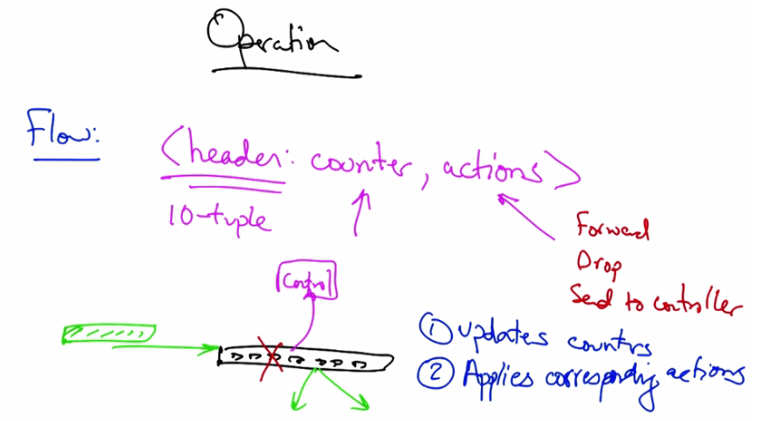 Operation
Flow:
<header: counter, actions>
10-tuple
Forward
Drop
Send to controller
Control
① updates counters
② Applies corresponding actions